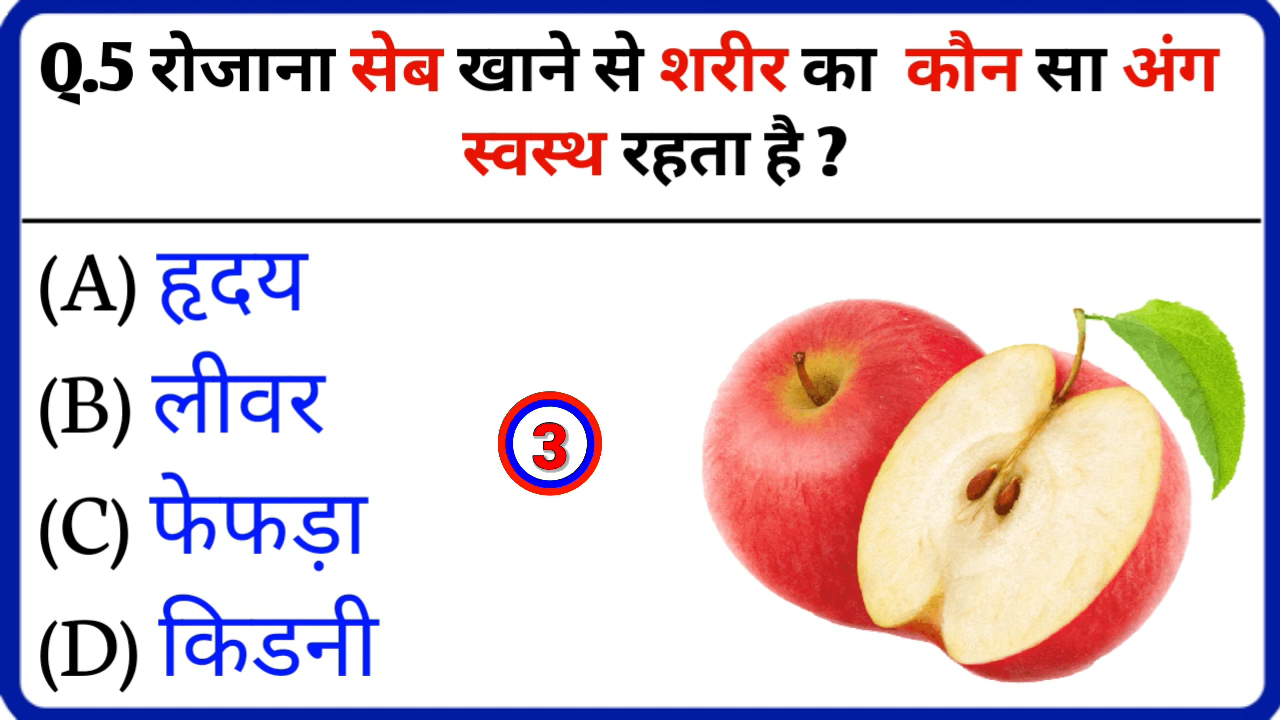 Q.5 रोजाना सेब खाने से शरीर का कौन सा अंग
स्वस्थ रहता है ?
(A) हृदय
(B) लीवर
3
(C) फेफड़ा
(D) किडनी